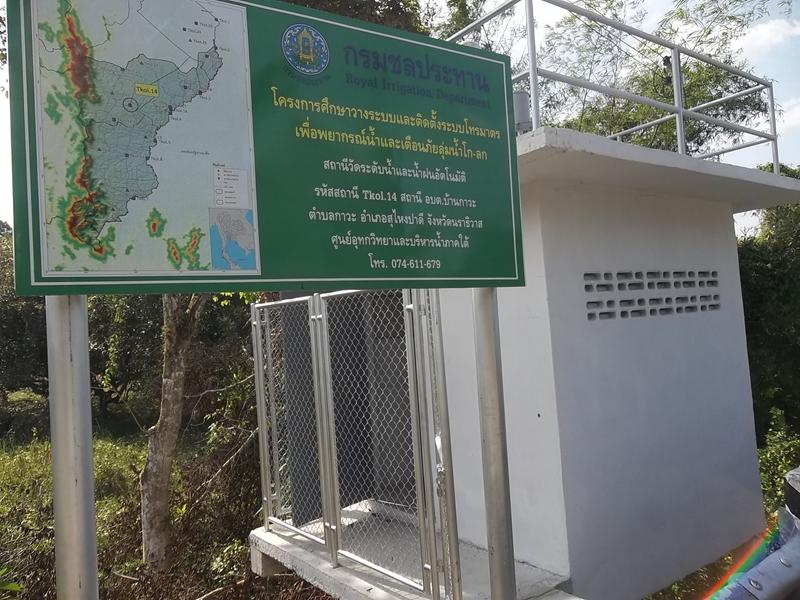 กรมชลประทาน
Royal Irrigation Department
โครงการศึกษาวางระบบและติดตั้งระบบโทรมาตร
เพื่อพยากรณ์น้ำและเตือนภัยลุ่มน้ำโก-ลก
สถานีวัดระดับน้ำและน้ำฝนอัตโนมัติ
รหัสสถานี Tkol.14 สถานี อบต.บ้านกาวะ
ตำบลกาวะ อำเภอสุไหงปาดี จังหวัดนราธิวาส
ศูนย์อุทกวิทยาและบริหารน้ำภาคใต้
โทร. 074-611-679
Tkol.14